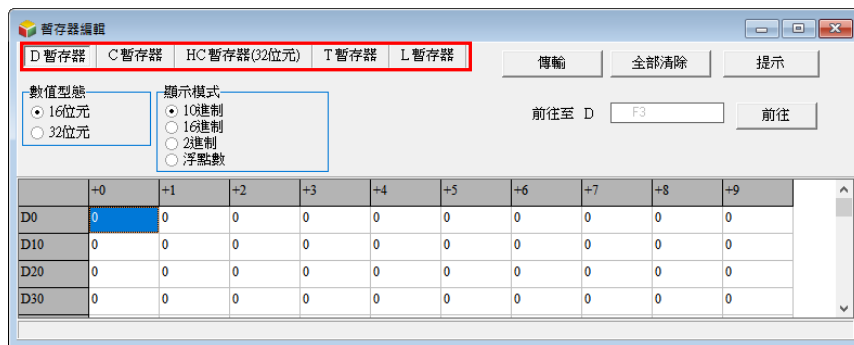 暫存器編輯
D 暫存器 C 暫存器 HC 暫存器(32位元) T 暫存器 L 暫存器
傳輸 全部清除 提示
數值型態 顯示模式
16位元 10進制
32位元 16進制
2進制
浮點數
前往至 D F3 前往
+0 +1 +2 +3 +4 +5 +6 +7 +8 +9
D0 0 0 0 0 0 0 0 0 0 0
D10 0 0 0 0 0 0 0 0 0 0
D20 0 0 0 0 0 0 0 0 0 0
D30 0 0 0 0 0 0 0 0 0 0